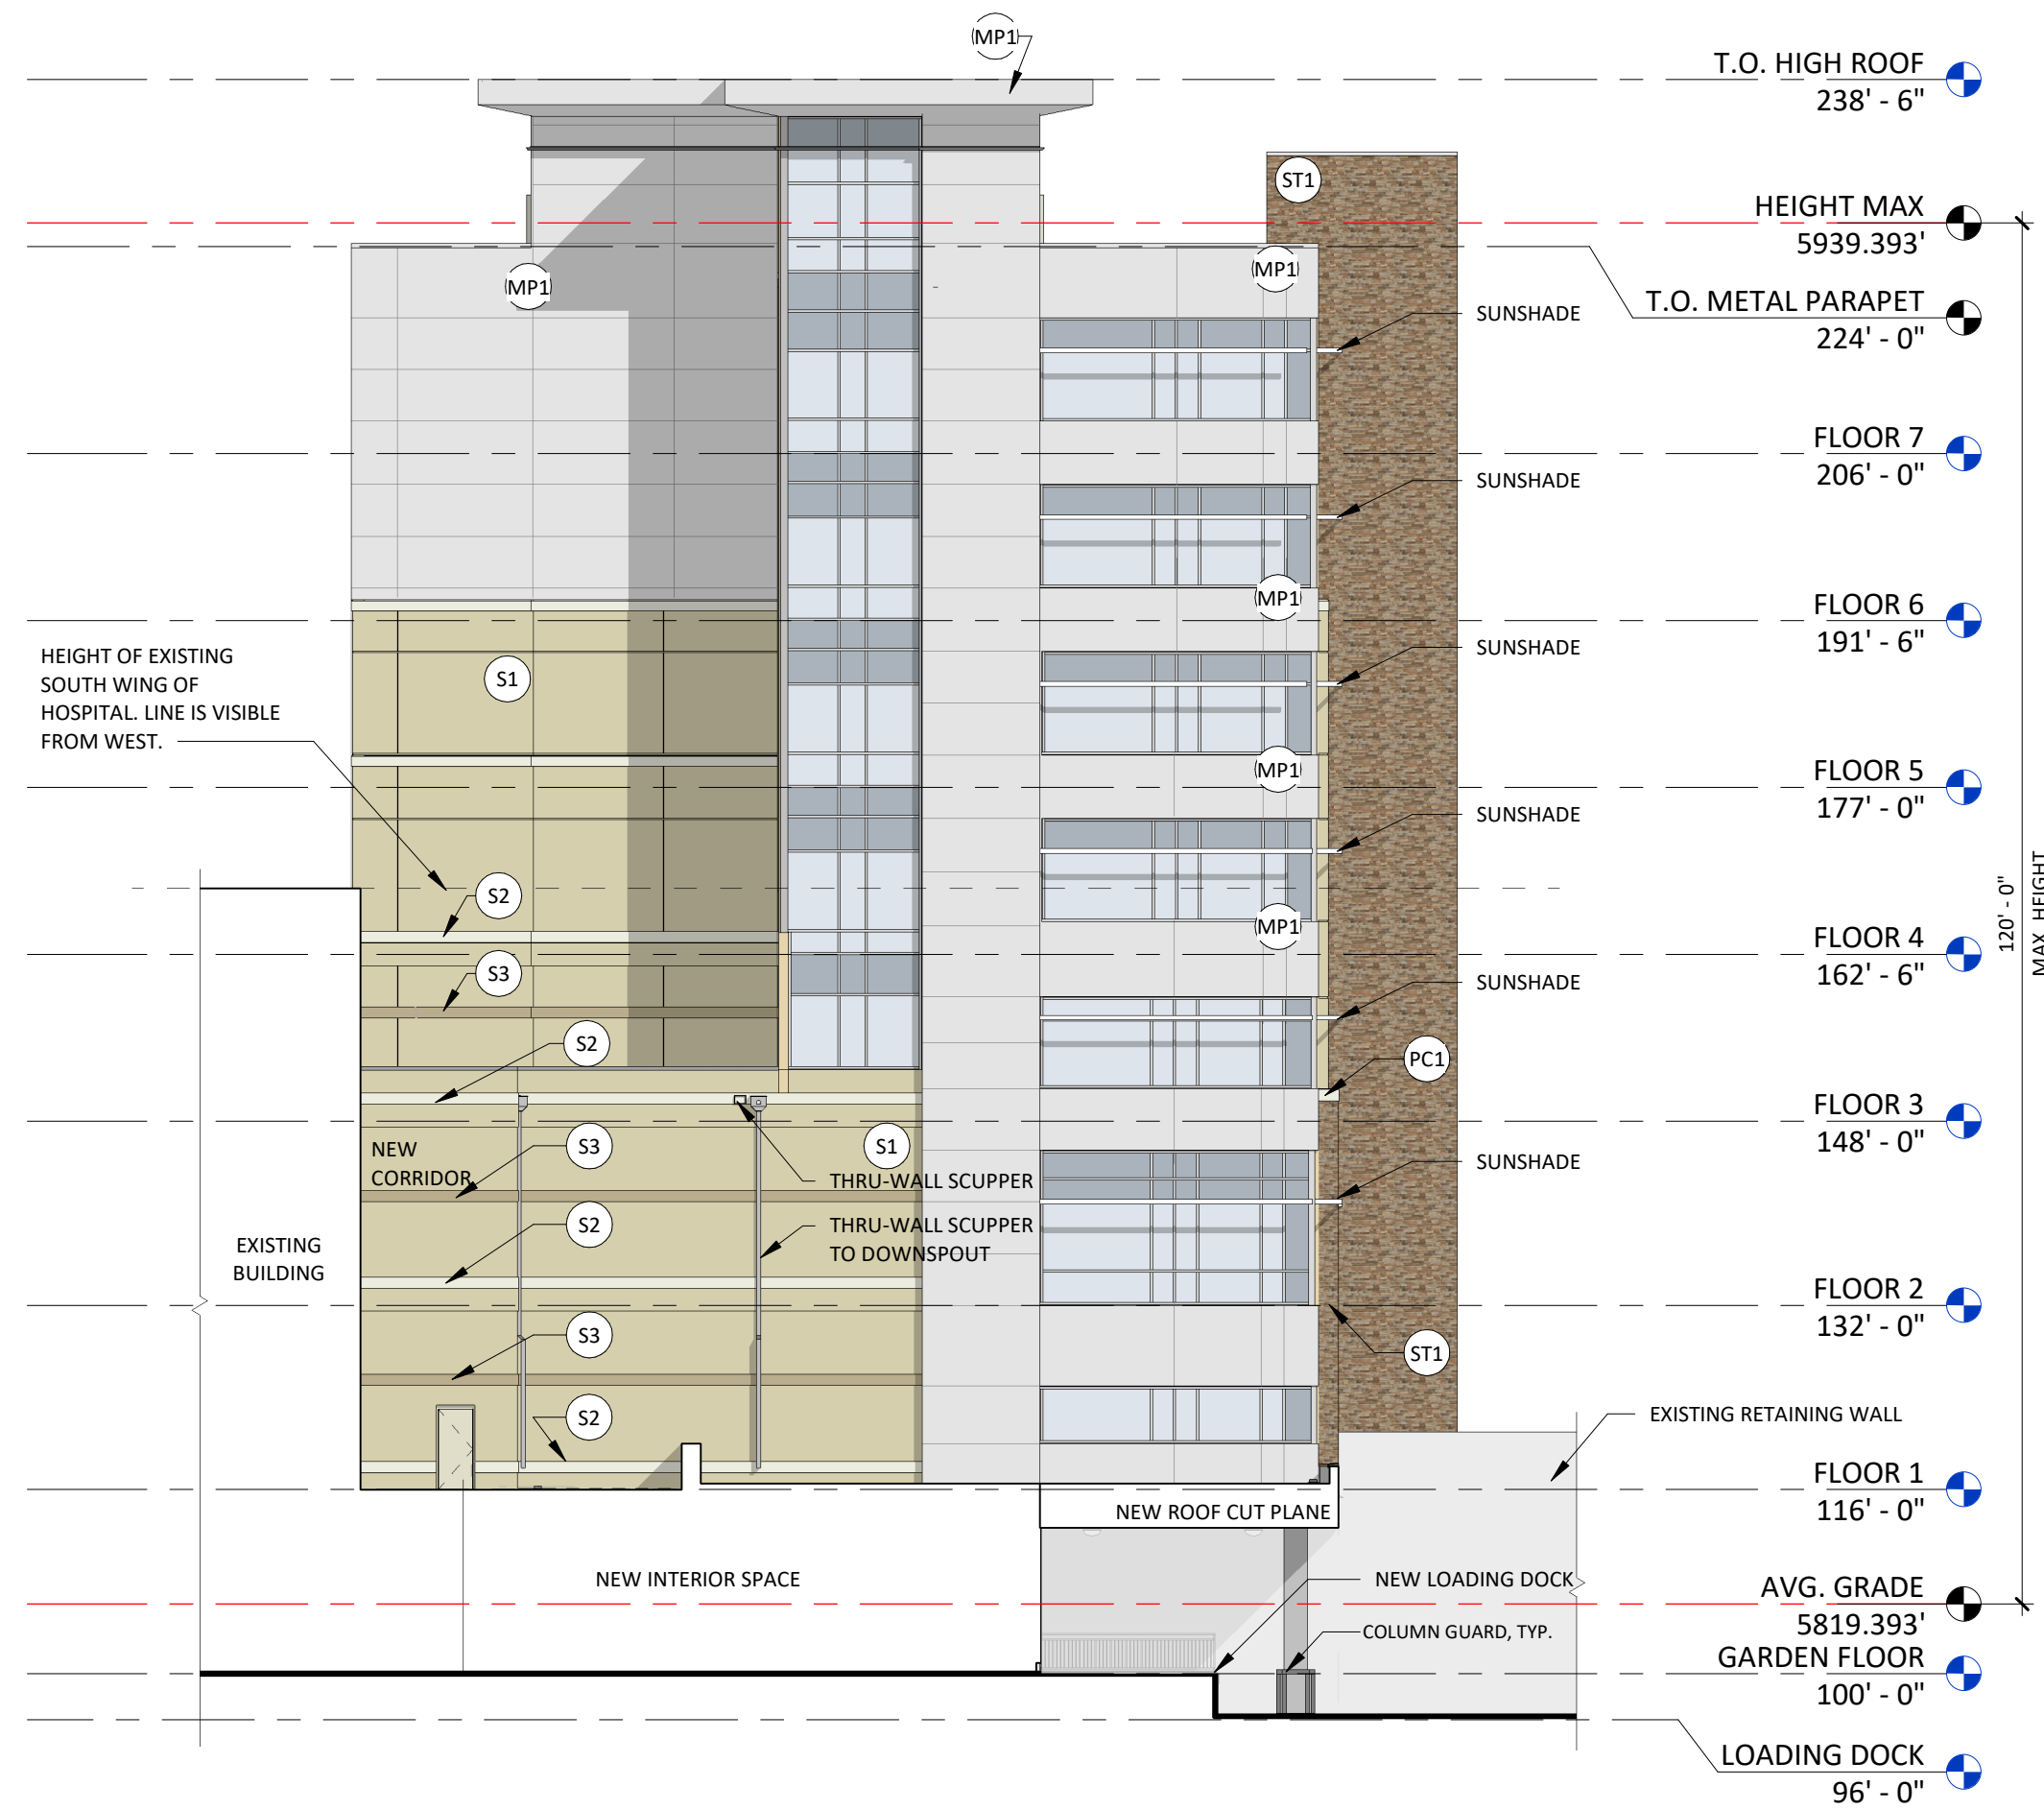 MP1
T.O. HIGH ROOF
238' - 6"
ST1
HEIGHT MAX
5939.393'
MP1
MP1
T.O. METAL PARAPET
224' - 0"
SUNSHADE
FLOOR 7
206' - 0"
SUNSHADE
MP1
FLOOR 6
191' - 6"
SUNSHADE
HEIGHT OF EXISTING
SOUTH WING OF
HOSPITAL. LINE IS VISIBLE
FROM WEST.
S1
MP1
FLOOR 5
177' - 0"
SUNSHADE
S2
MP1
FLOOR 4
162' - 6"
120' - 0"
MAX HEIGHT
S3
SUNSHADE
S2
PC1
FLOOR 3
148' - 0"
NEW
CORRIDOR
S3
S1
SUNSHADE
THRU-WALL SCUPPER
S2
THRU-WALL SCUPPER
TO DOWNSPOUT
EXISTING
BUILDING
FLOOR 2
132' - 0"
S3
ST1
S2
EXISTING RETAINING WALL
FLOOR 1
116' - 0"
NEW ROOF CUT PLANE
NEW INTERIOR SPACE
NEW LOADING DOCK
AVG. GRADE
5819.393'
COLUMN GUARD, TYP.
GARDEN FLOOR
100' - 0"
LOADING DOCK
96' - 0"